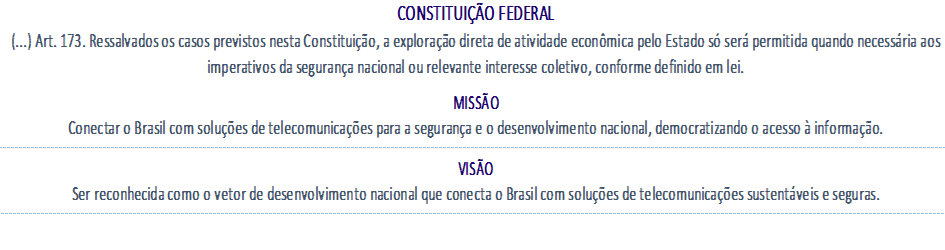 CONSTITUIÇÃO FEDERAL
(...) Art. 173. Ressalvados os casos previstos nesta Constituição, a exploração direta de atividade econômica pelo Estado só será permitida quando necessária aos
imperativos da segurança nacional ou relevante interesse coletivo, conforme definido em lei.
MISSÃO
Conectar o Brasil com soluções de telecomunicações para a segurança e o desenvolvimento nacional, democratizando o acesso à informação.
VISÃO
Ser reconhecida como o vetor de desenvolvimento nacional que conecta o Brasil com soluções de telecomunicações sustentáveis e seguras.